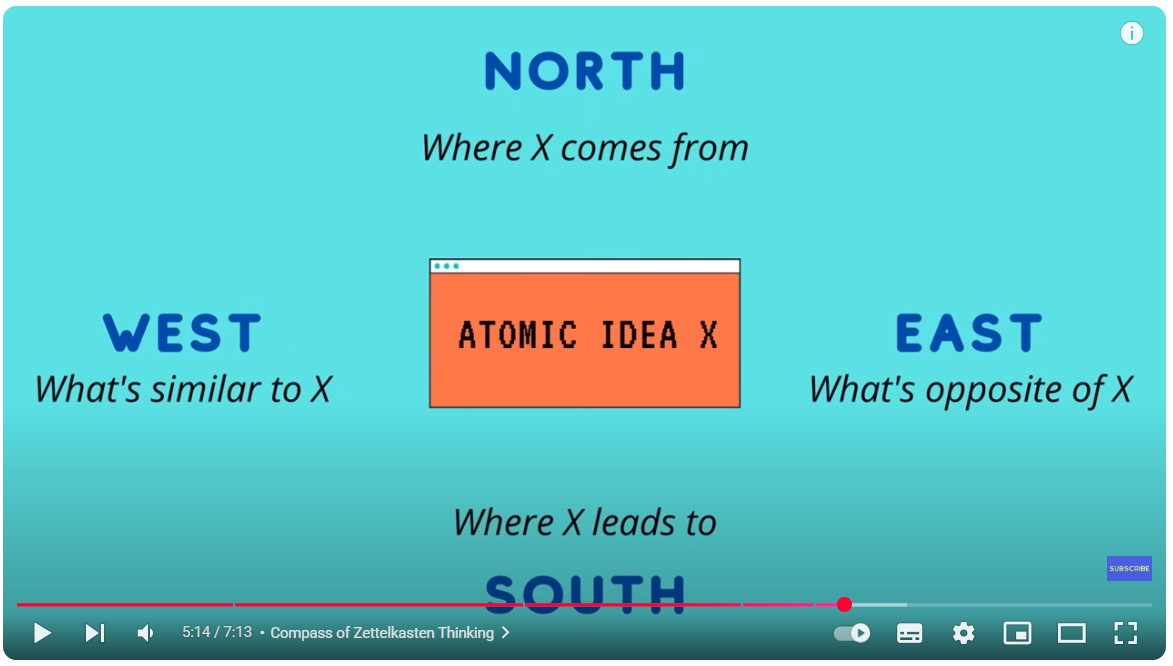 NORTH
Where X comes from
ATOMIC IDEA X
WEST
What's similar to X
EAST
What's opposite of X
Where X leads to
SOUTH
SUBSCRIBE
5:14 / 7:13 • Compass of Zettelkasten Thinking >